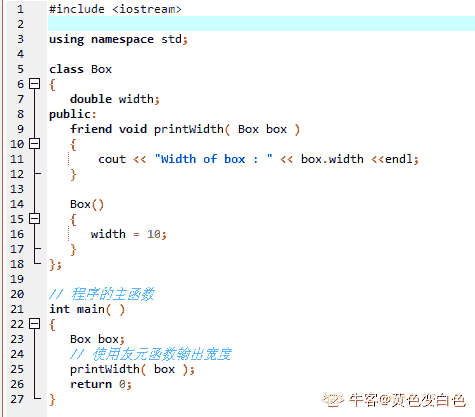 1 #include <iostream>
2
3 using namespace std;
4
5 class Box
6 {
7 double width;
8 public:
9 friend void printWidth( Box box )
10 {
11 cout << "Width of box : " << box.width <<endl;
12 }
13
14 Box()
15 {
16 width = 10;
17 }
18 };
19
20 // 程序的主函数
21 int main( )
22 {
23 Box box;
24 // 使用友元函数输出宽度
25 printWidth( box );
26 return 0;
27 }
牛客@黄色变白色